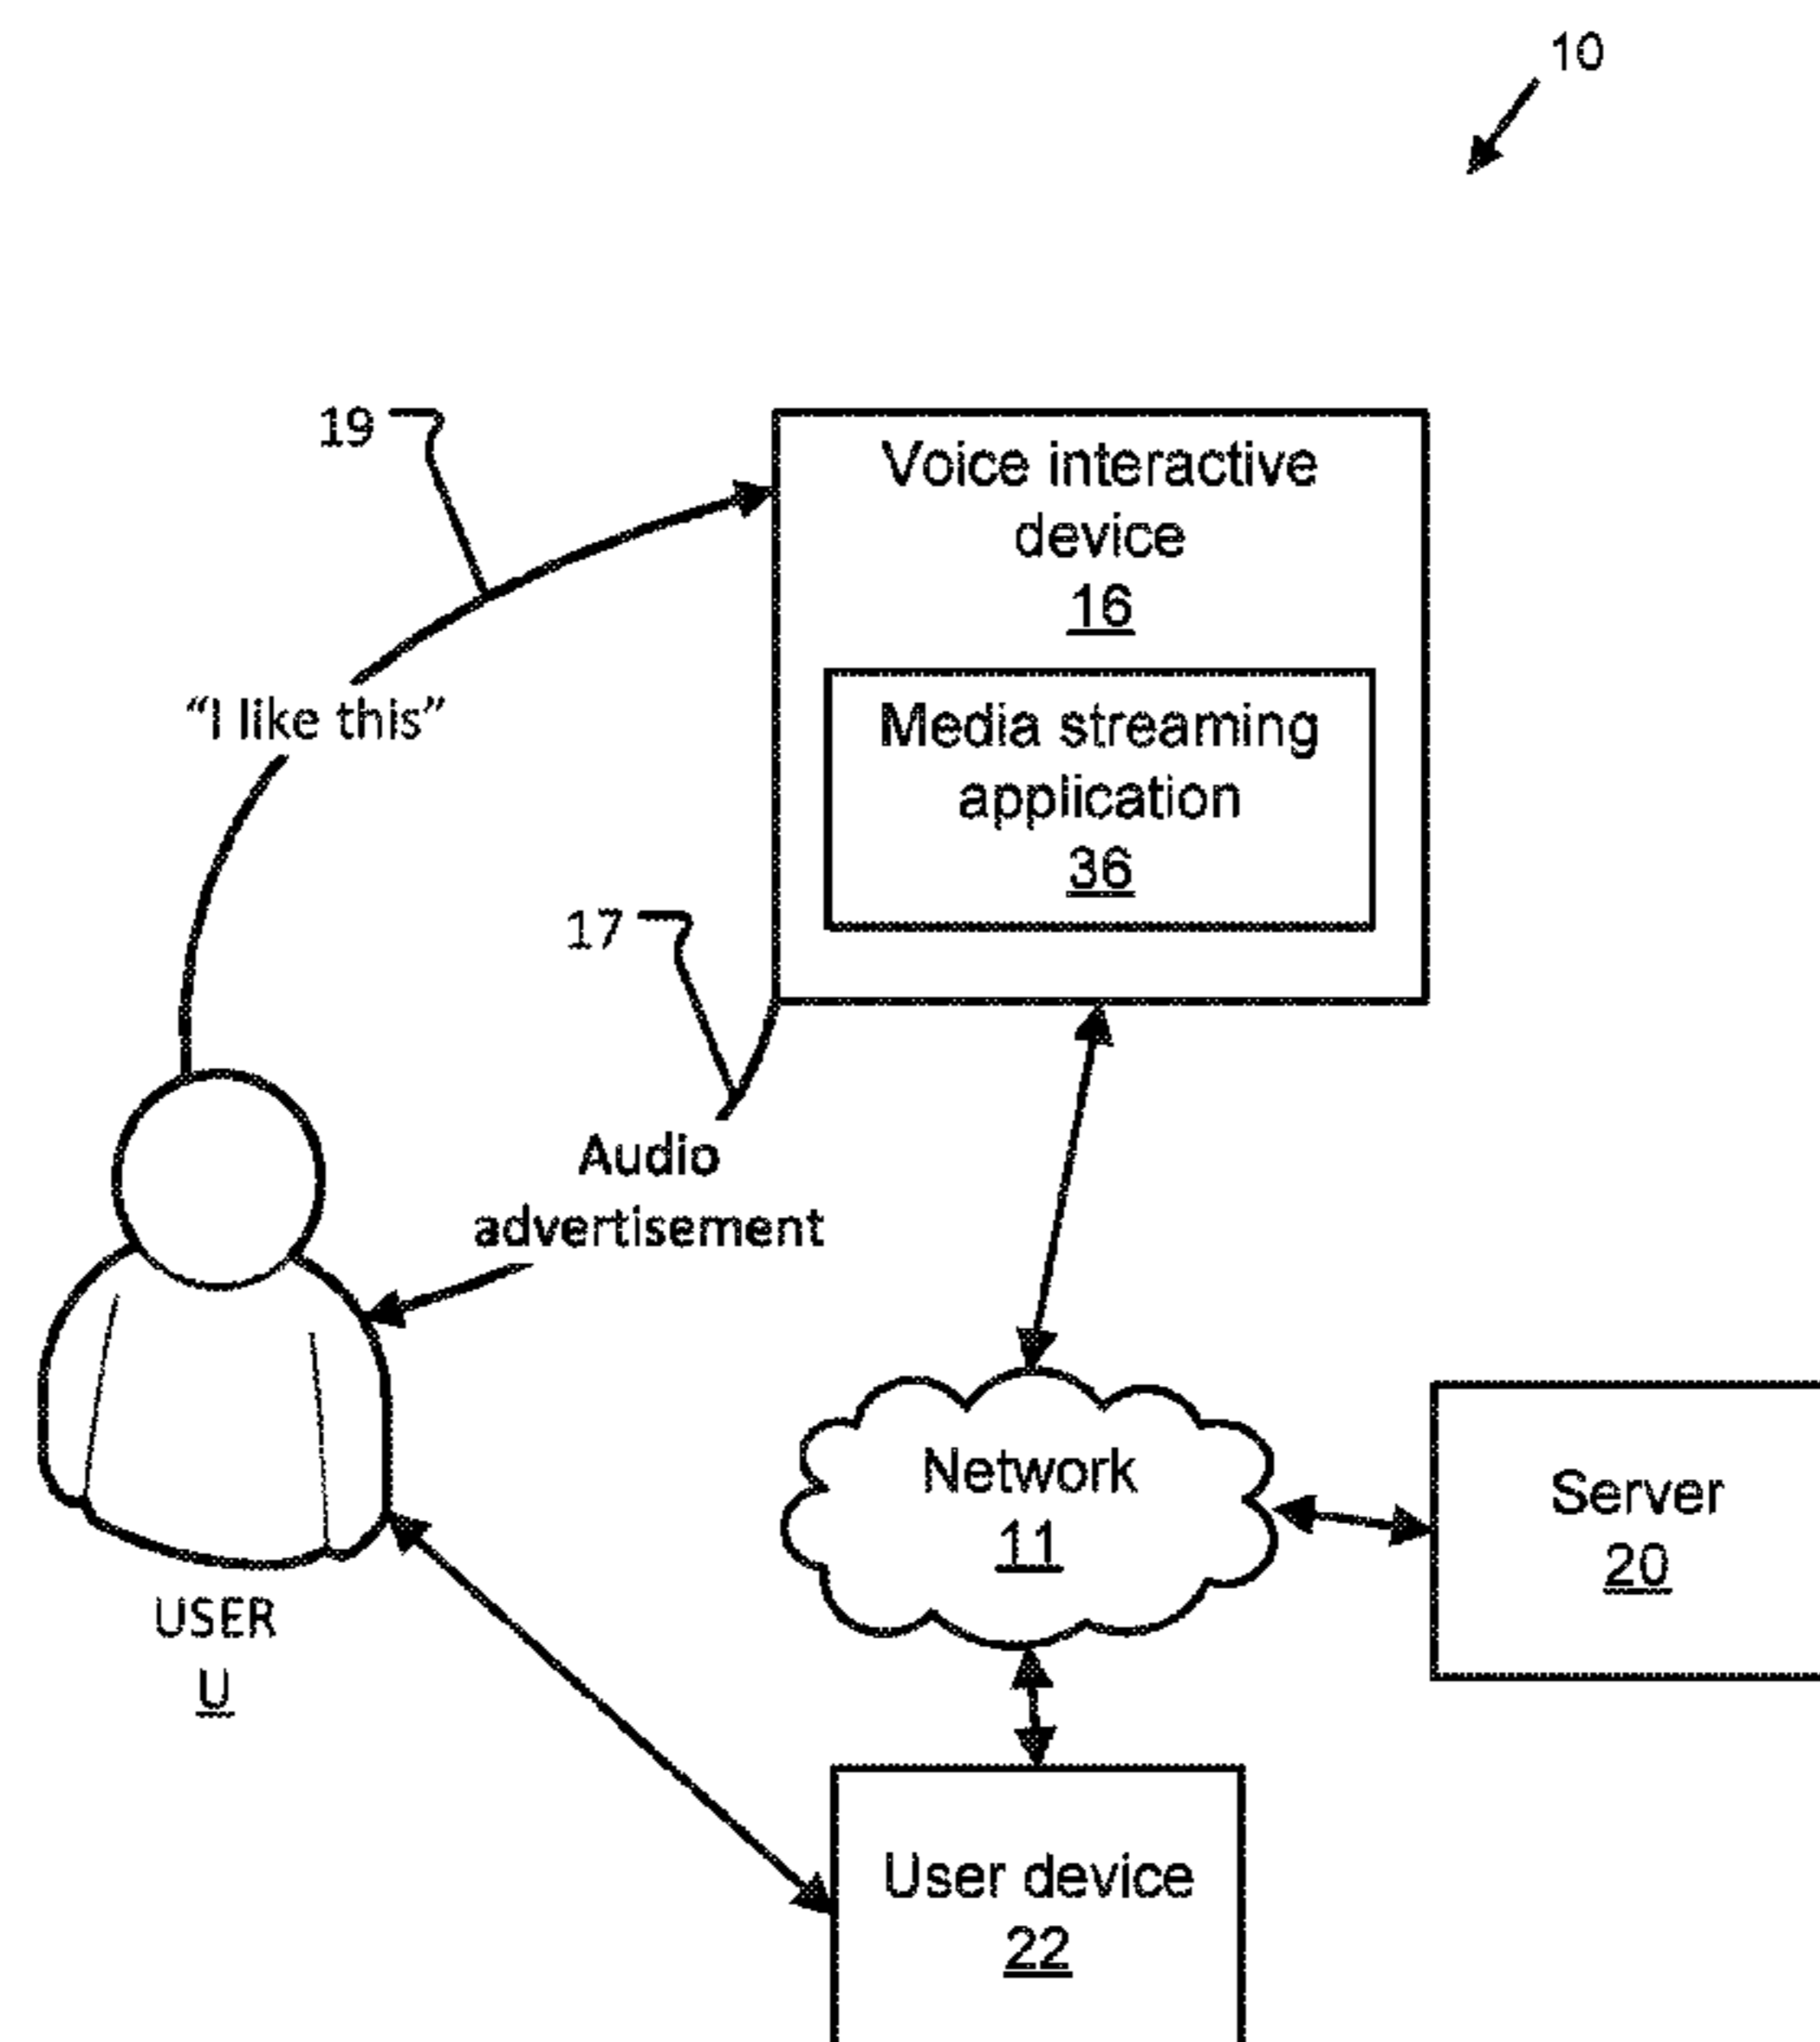 10
19
Voice interactive
device
16
"I like this"
Media streaming
application
36
17
Audio
advertisement
Network
11
Server
20
USER
U
User device
22